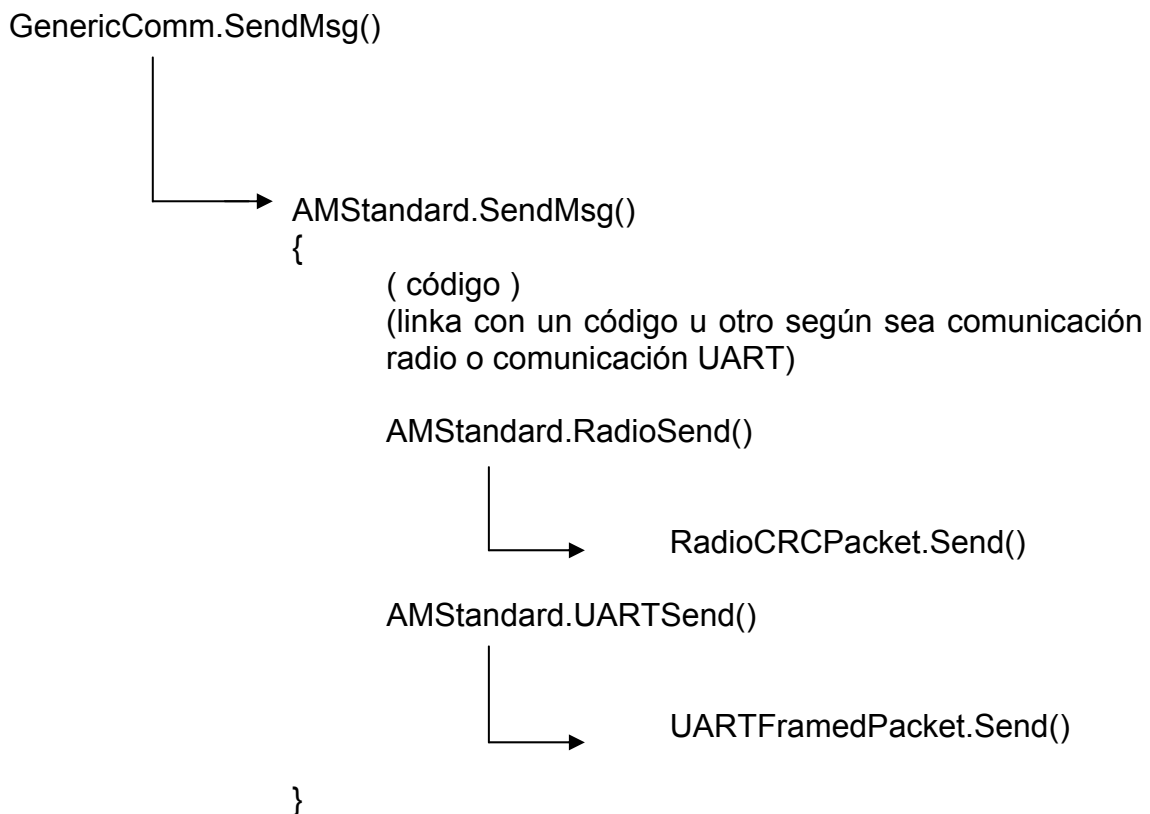 GenericComm.SendMsg()
AMStandard.SendMsg()
{
( código )
(linka con un código u otro según sea comunicación
radio o comunicación UART)
AMStandard.RadioSend()
RadioCRCPacket.Send()
AMStandard.UARTSend()
UARTFramedPacket.Send()
}